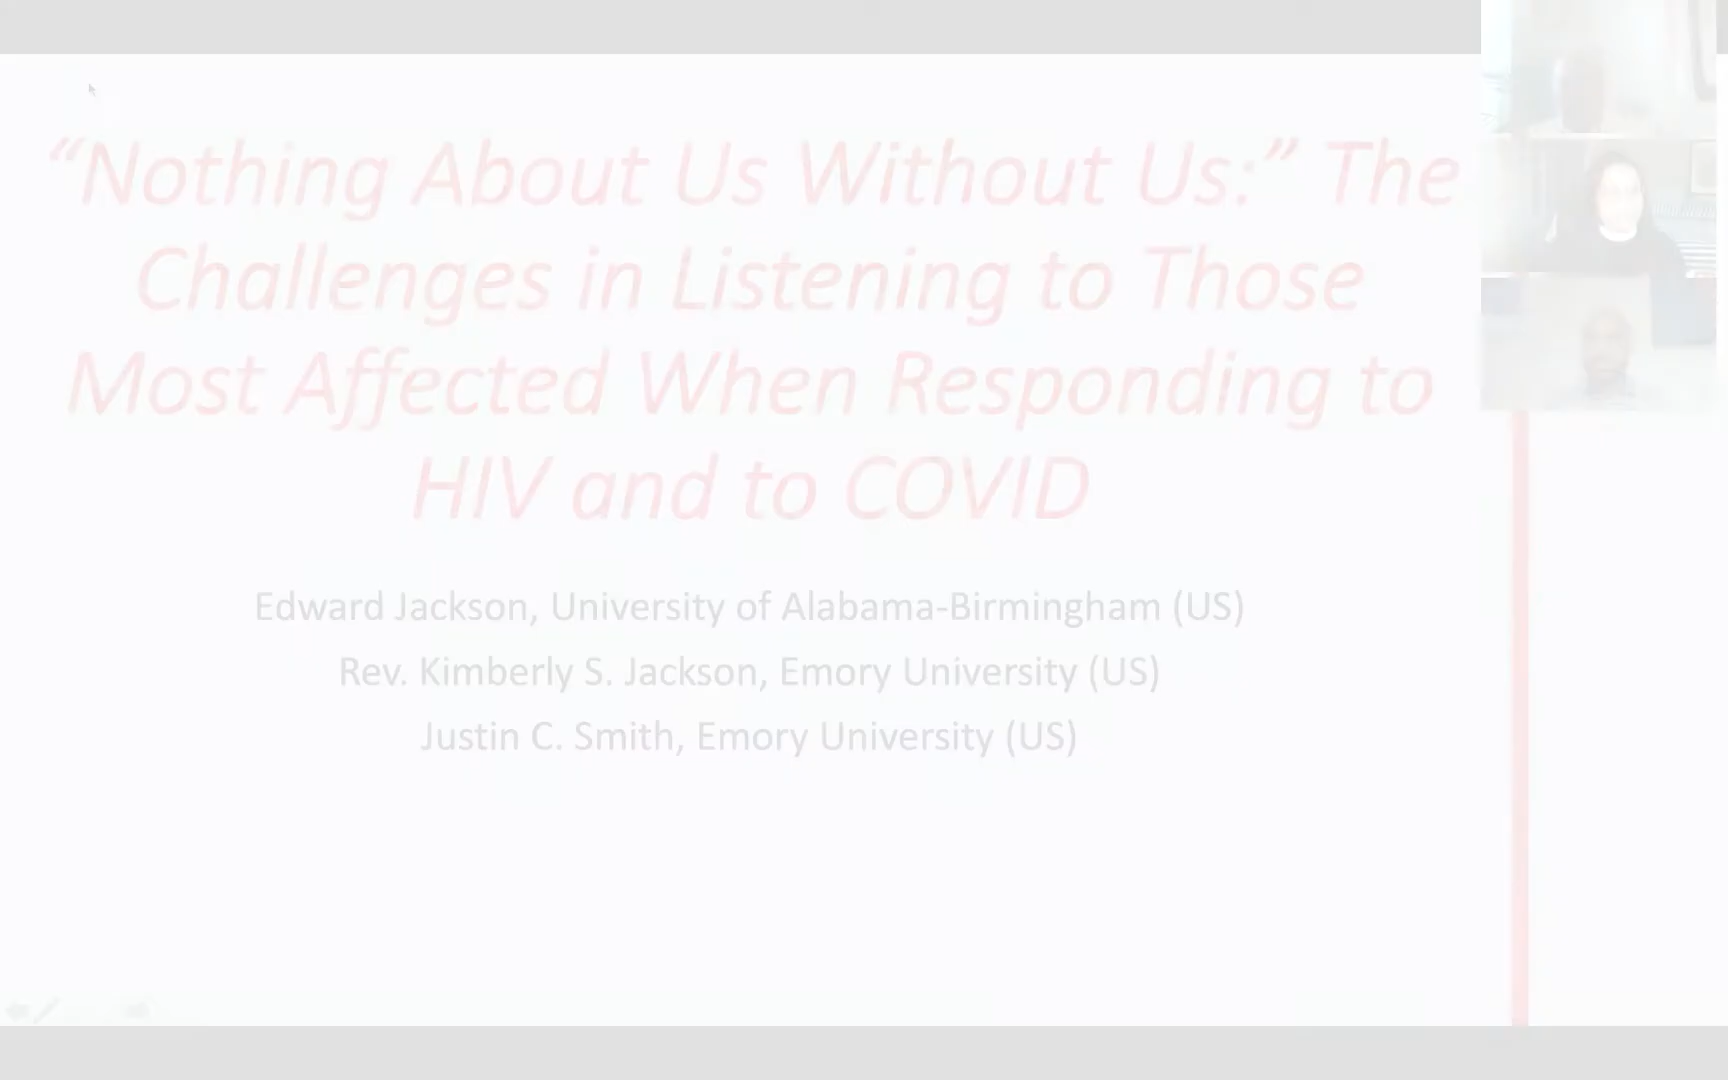 “Nothing About Us Without Us:” The
Challenges in Listening to Those
Most Affected When Responding to
HIV and to COVID
Edward Jackson, University of Alabama-Birmingham (US)
Rev. Kimberly S. Jackson, Emory University (US)
Justin C. Smith, Emory University (US)